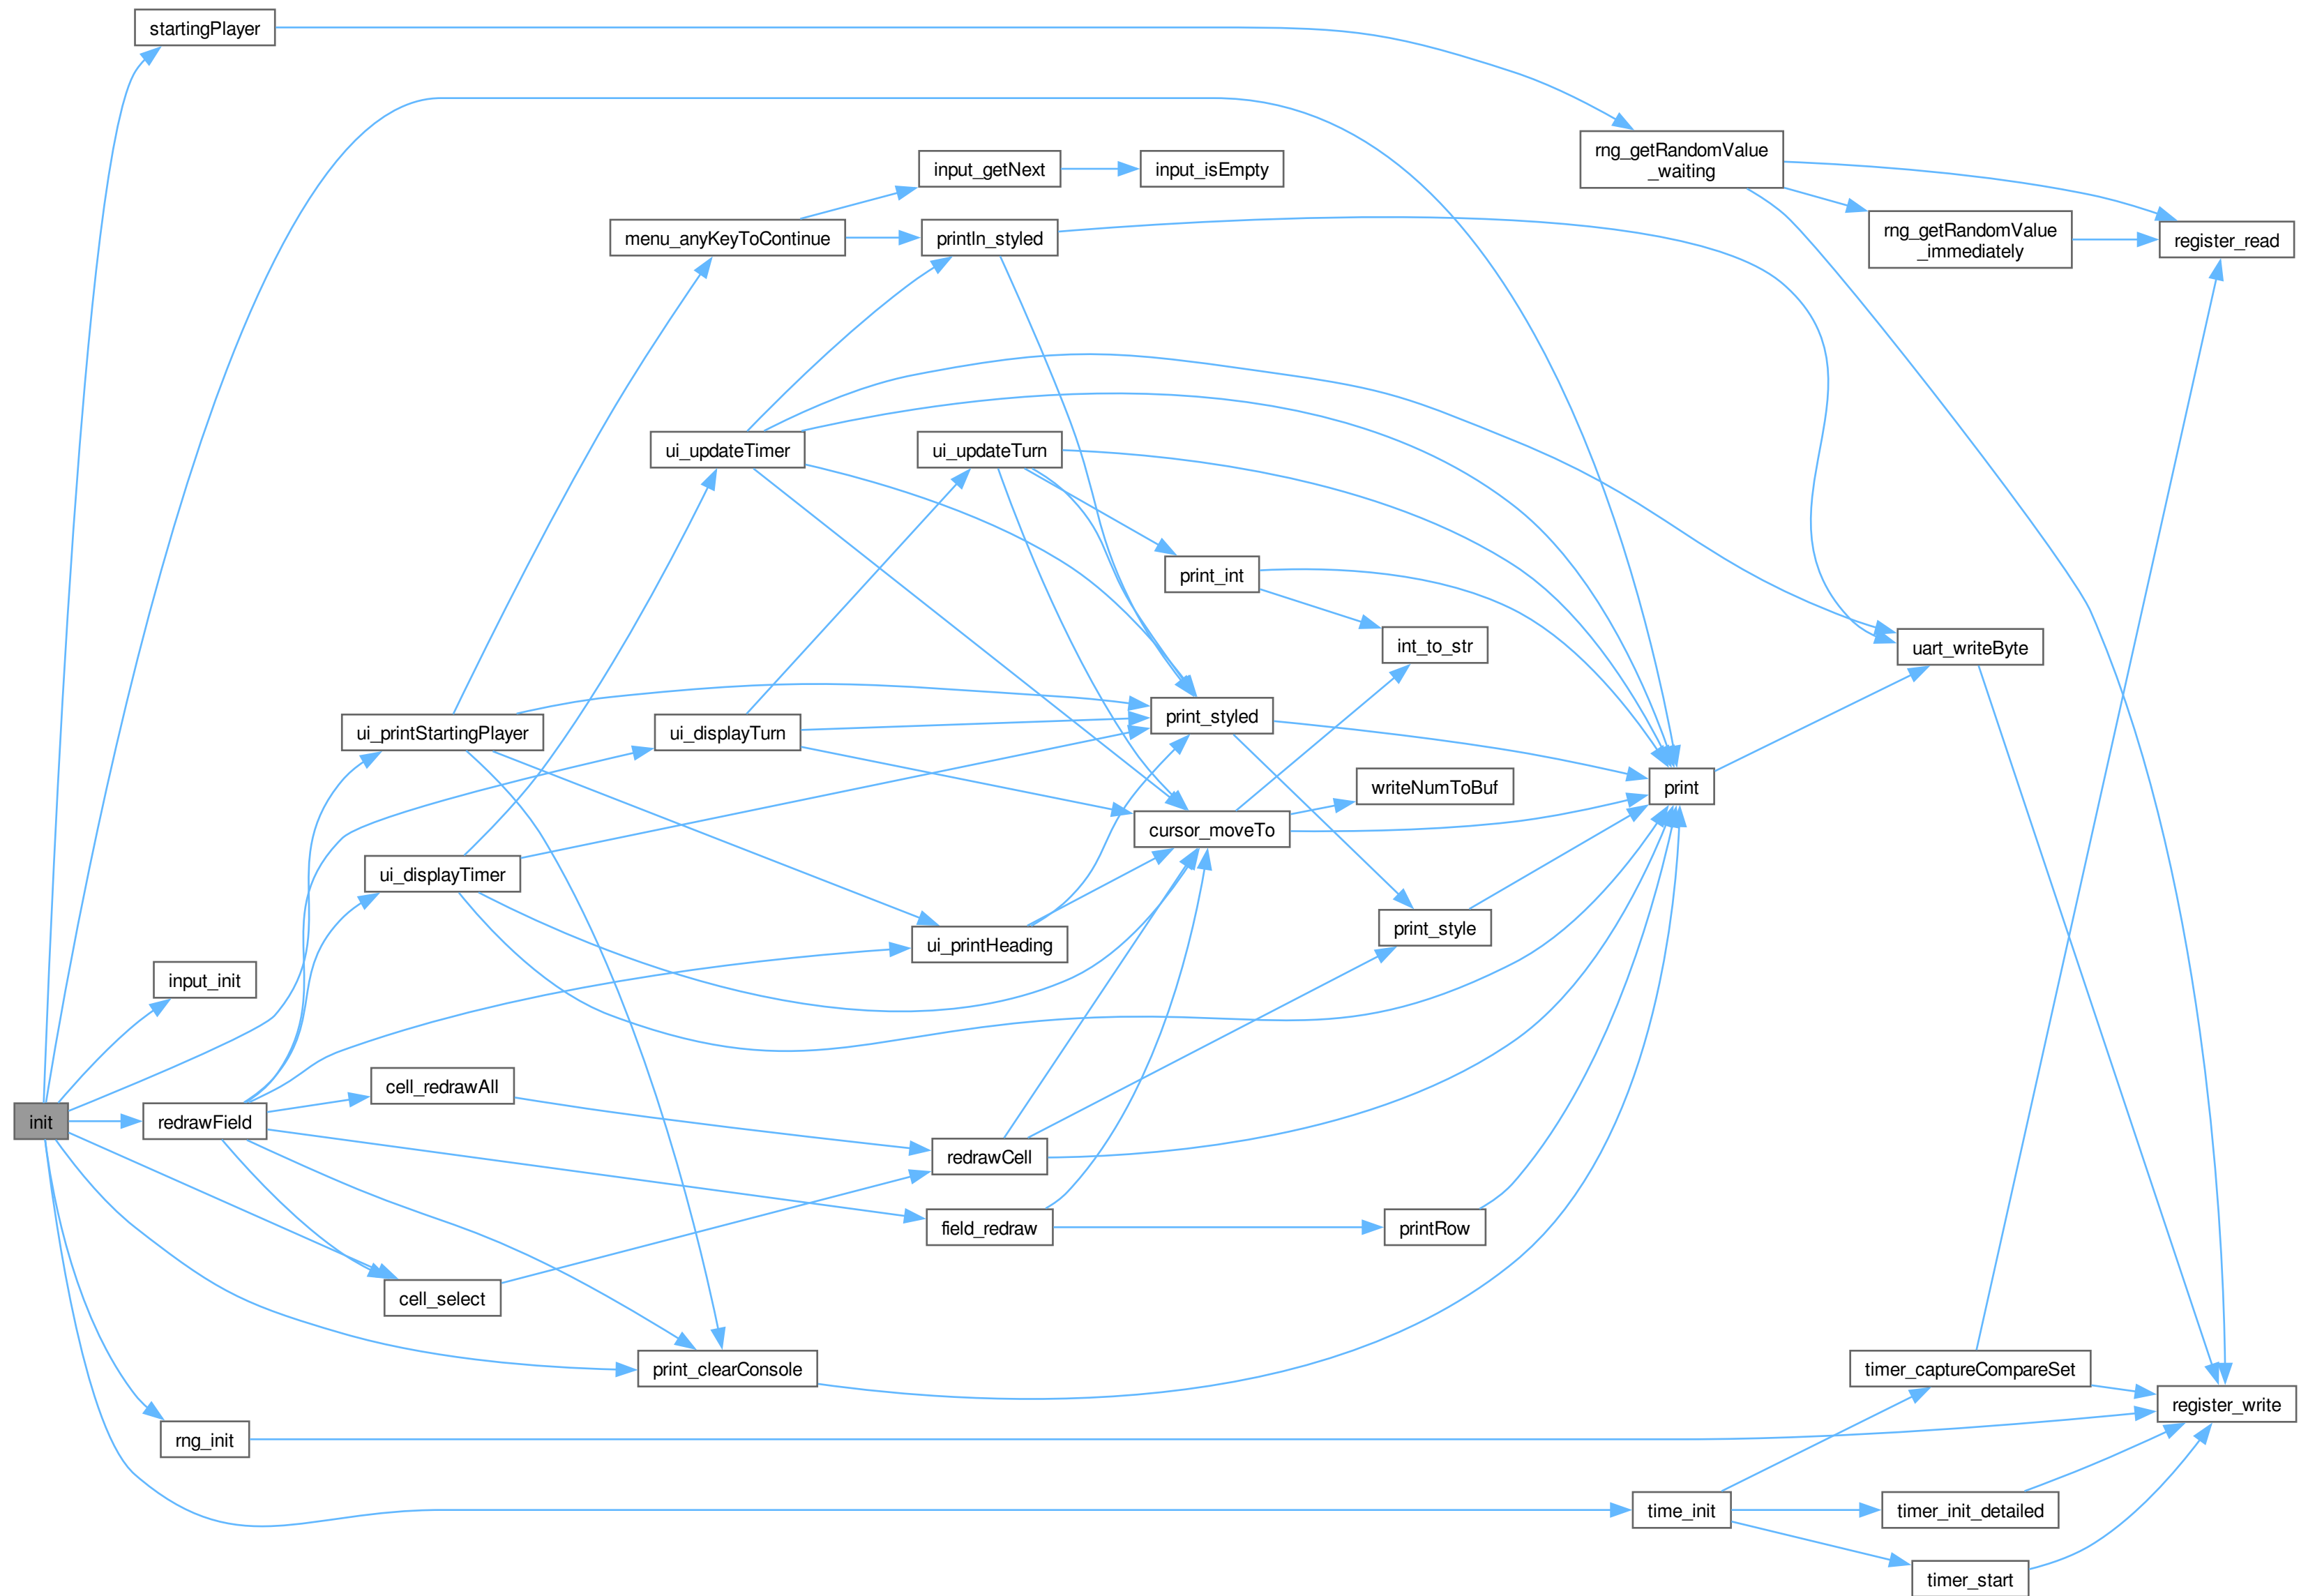 startingPlayer
rng_getRandomValue
_waiting
input_getNext
input_isEmpty
menu_anyKeyToContinue
println_styled
rng_getRandomValue
_immediately
register_read
ui_updateTimer
ui_updateTurn
print_int
int_to_str
uart_writeByte
ui_printStartingPlayer
ui_displayTurn
print_styled
writeNumToBuf
print
cursor_moveTo
ui_displayTimer
print_style
ui_printHeading
input_init
cell_redrawAll
init
redrawField
redrawCell
field_redraw
printRow
cell_select
print_clearConsole
timer_captureCompareSet
register_write
rng_init
time_init
timer_init_detailed
timer_start